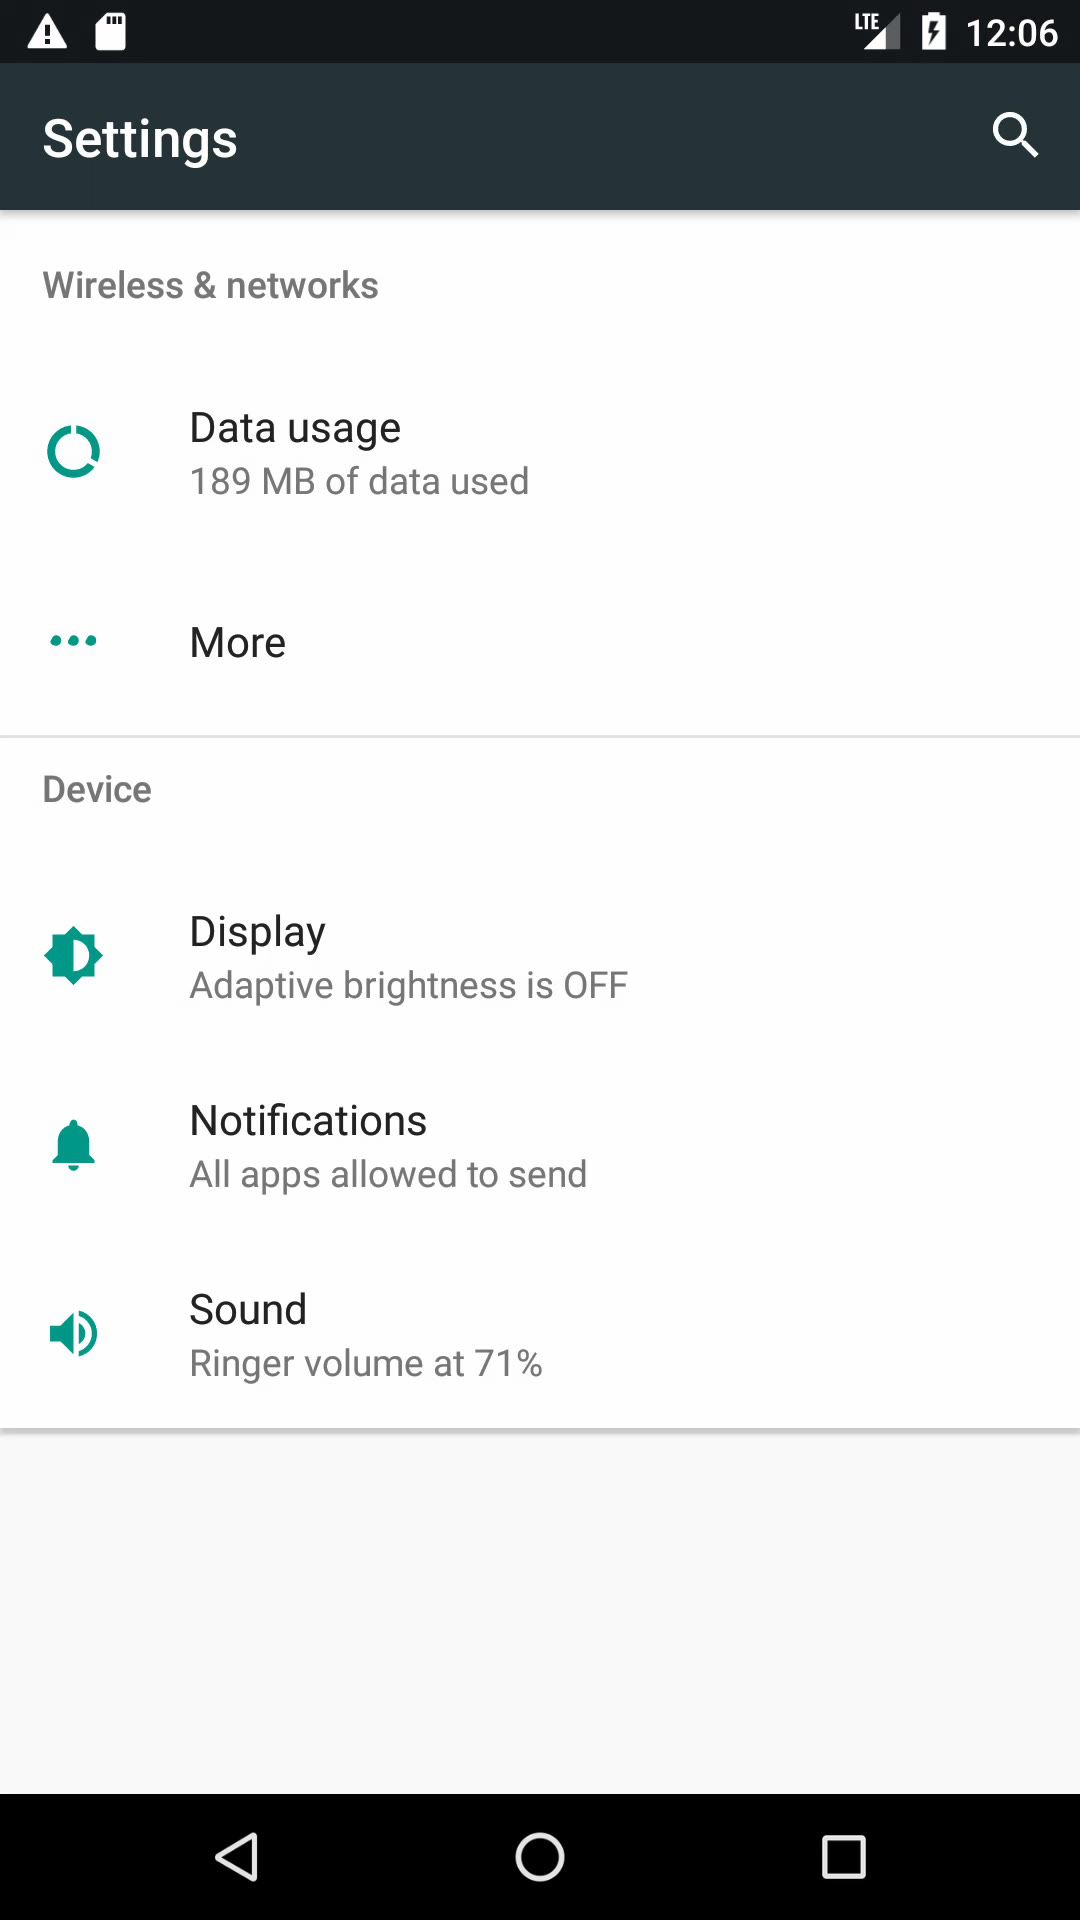 LTE 12:06
Settings
Wireless & networks
Data usage
189 MB of data used
More
Device
Display
Adaptive brightness is OFF
Notifications
All apps allowed to send
Sound
Ringer volume at 71%